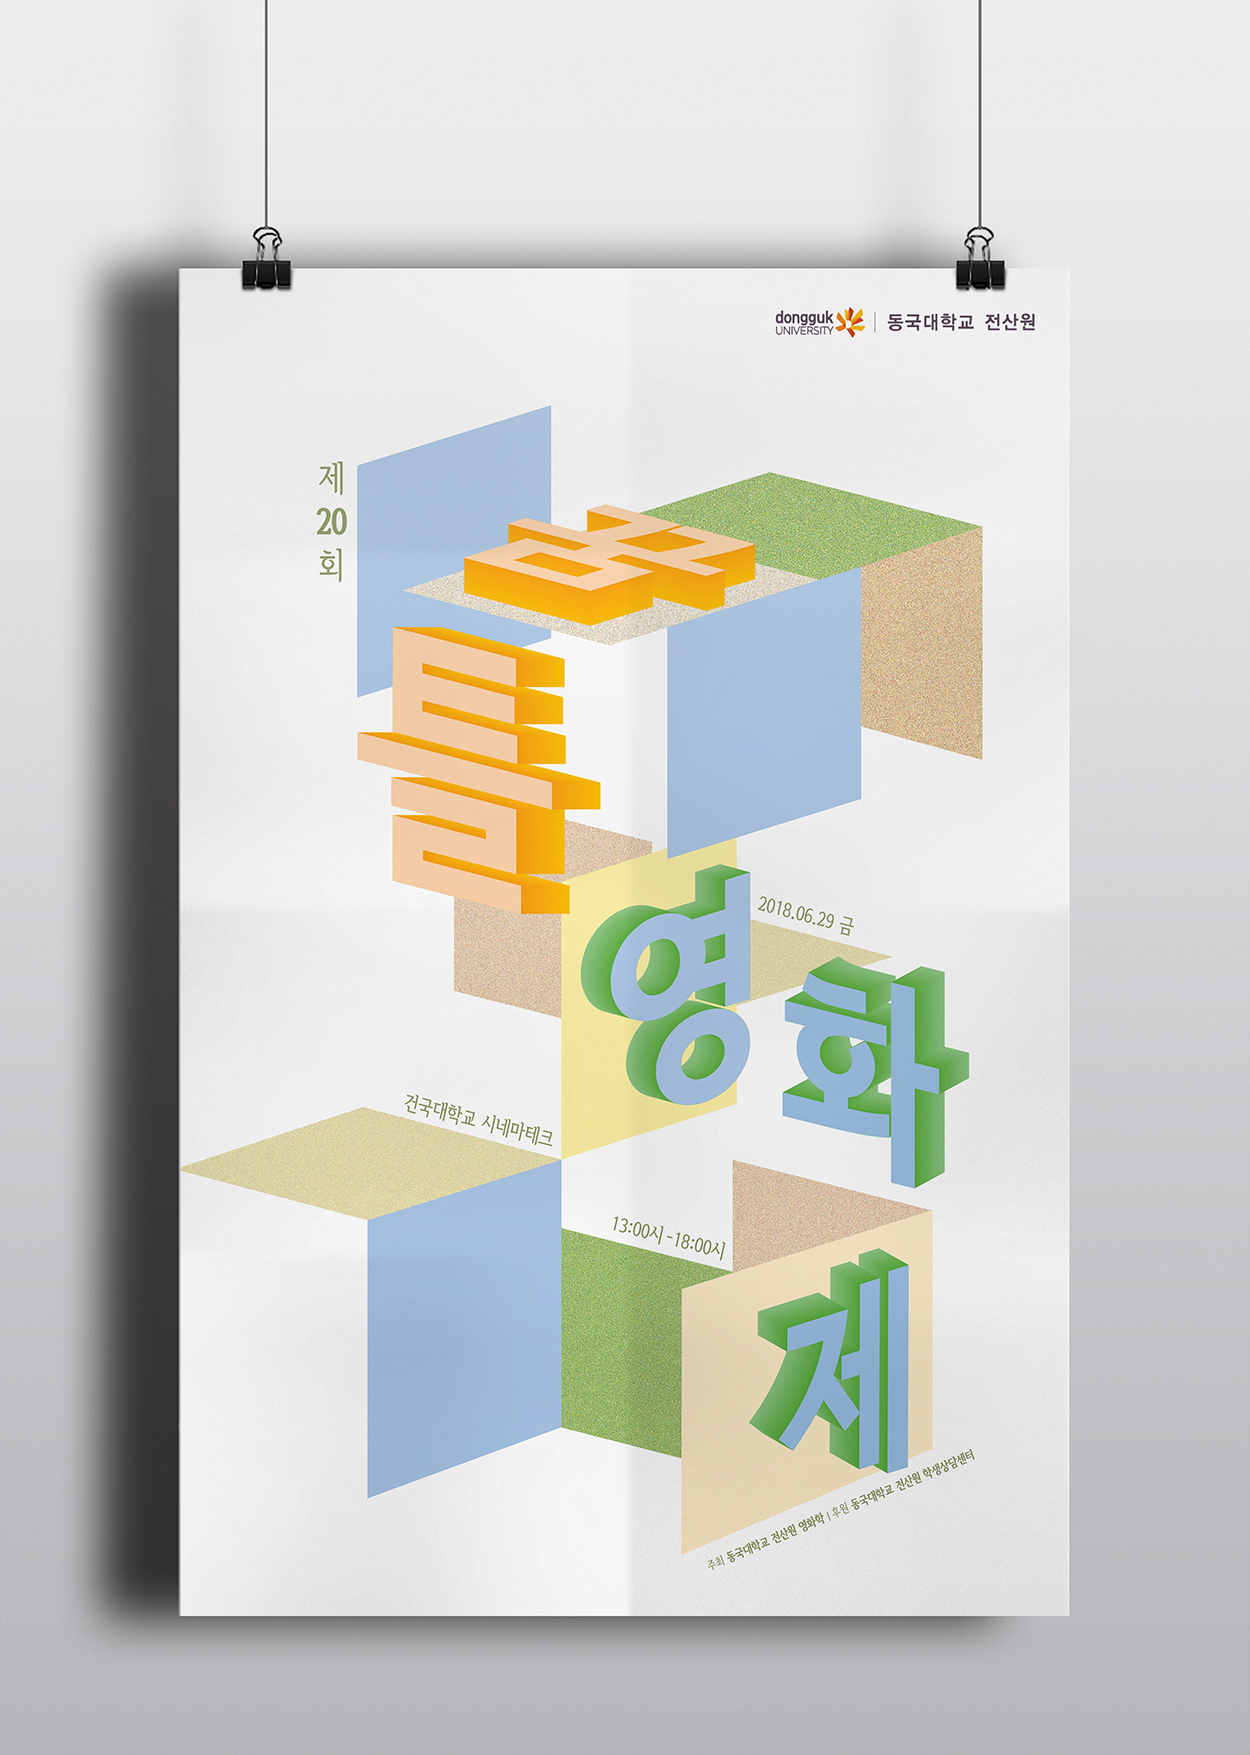 dongguk
UNIVERSITY
동국대학교 전산원
제
20
회
꿈
틀
영
화
제
2018.06.29 금
건국대학교 시네마테크
13:00시 - 18:00시
주최 동국대학교 전산원 영화학 | 후원 동국대학교 전산원 학생상담센터